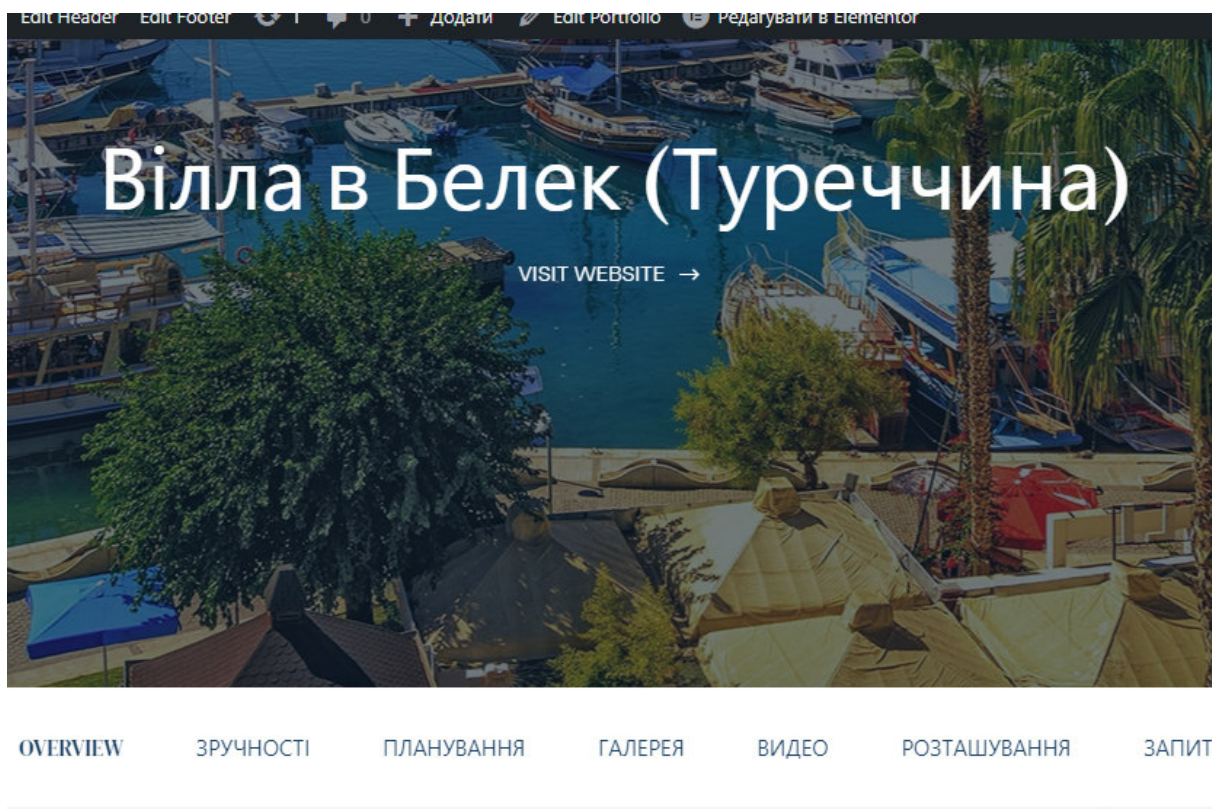 Edit Header Edit Footer 1 0 Додати Edit Portfolio Редагувати в Elementor
Вілла в Белек (Туреччина)
VISIT WEBSITE →
OVERVIEW ЗРУЧНОСТІ ПЛАНУВАННЯ ГАЛЕРЕЯ ВИДЕО РОЗТАШУВАННЯ ЗАПИТ